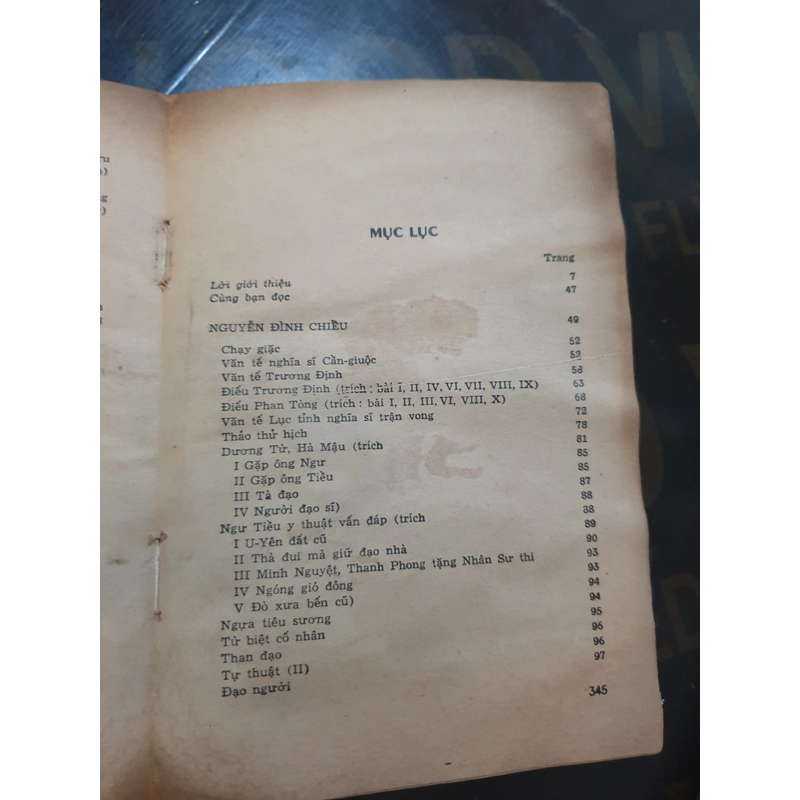 MỤC LỤC
Trang
Lời giới thiệu 7
Cùng bạn đọc 47
NGUYỄN ĐÌNH CHIỀU 49
Chạy giặc 52
Văn tế nghĩa sĩ Cần-giuộc 52
Văn tế Trương Định 58
Điếu Trương Định (trích : bài I, II, IV, VI, VII, VIII, IX) 63
Điếu Phan Tòng (trích : bài I, II, III, VI, VIII, X) 68
Văn tế Lục tỉnh nghĩa sĩ trận vong 72
Thảo thử hịch 78
Dương Từ, Hà Mậu (trích 81
I Gặp ông Ngư 85
II Gặp ông Tiều 85
III Tà đạo 87
IV Người đạo sĩ) 88
Ngư Tiều y thuật vấn đáp (trích 88
I U-Yên đất cũ 89
II Thà đui mà giữ đạo nhà 90
III Minh Nguyệt, Thanh Phong tặng Nhân Sư thi 93
IV Ngóng gió đông 93
V Đò xưa bến cũ) 94
Ngựa tiêu sương 94
Từ biệt cố nhân 95
Than đạo 96
Tự thuật (II) 96
Đạo người 97
345